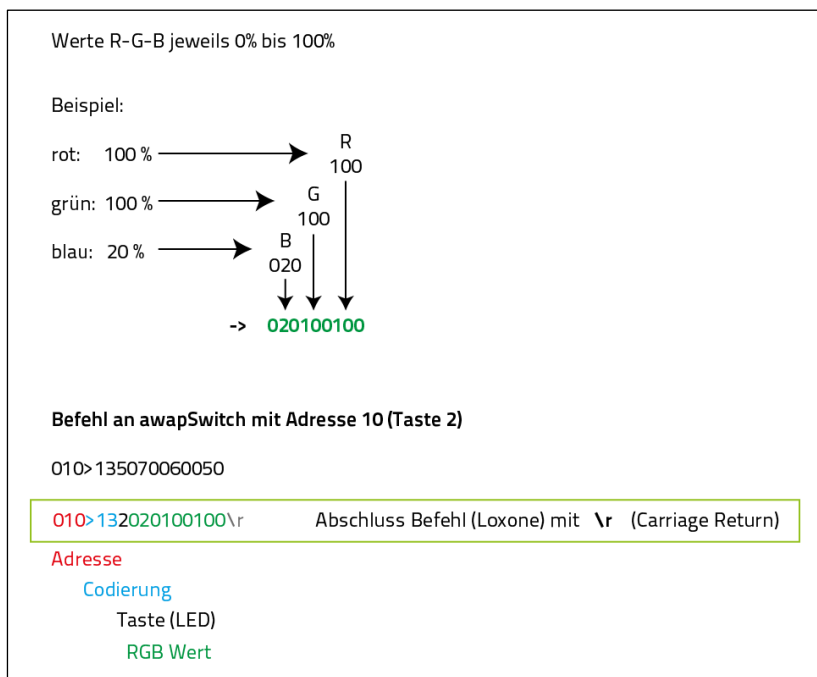 Werte R-G-B jeweils 0% bis 100%
Beispiel:
R
rot: 100 %
100
G
grün: 100 %
100
B
blau: 20 %
020
-> 020100100
Befehl an awapSwitch mit Adresse 10 (Taste 2)
010>135070060050
010>132020100100\r Abschluss Befehl (Loxone) mit \r (Carriage Return)
Adresse
Codierung
Taste (LED)
RGB Wert